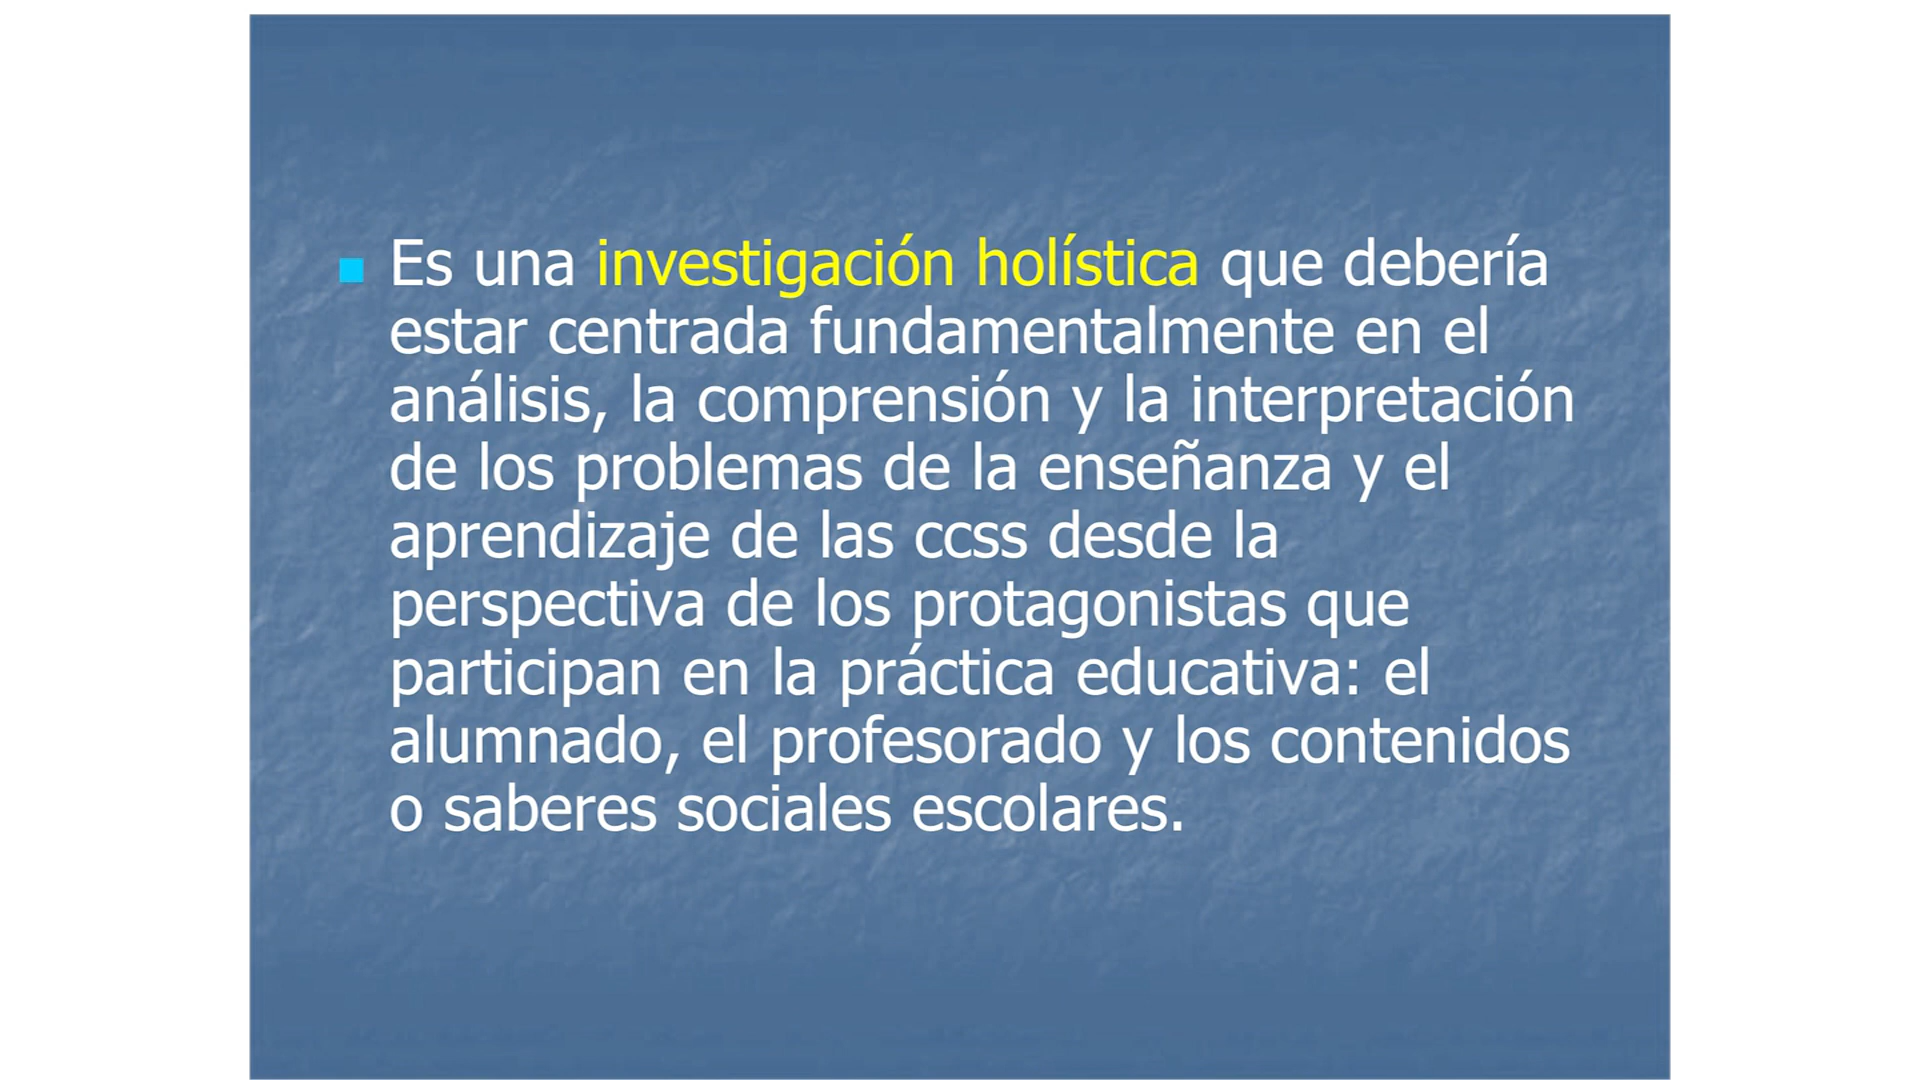 Es una investigación holística que debería
estar centrada fundamentalmente en el
análisis, la comprensión y la interpretación
de los problemas de la enseñanza y el
aprendizaje de las ccss desde la
perspectiva de los protagonistas que
participan en la práctica educativa: el
alumnado, el profesorado y los contenidos
o saberes sociales escolares.